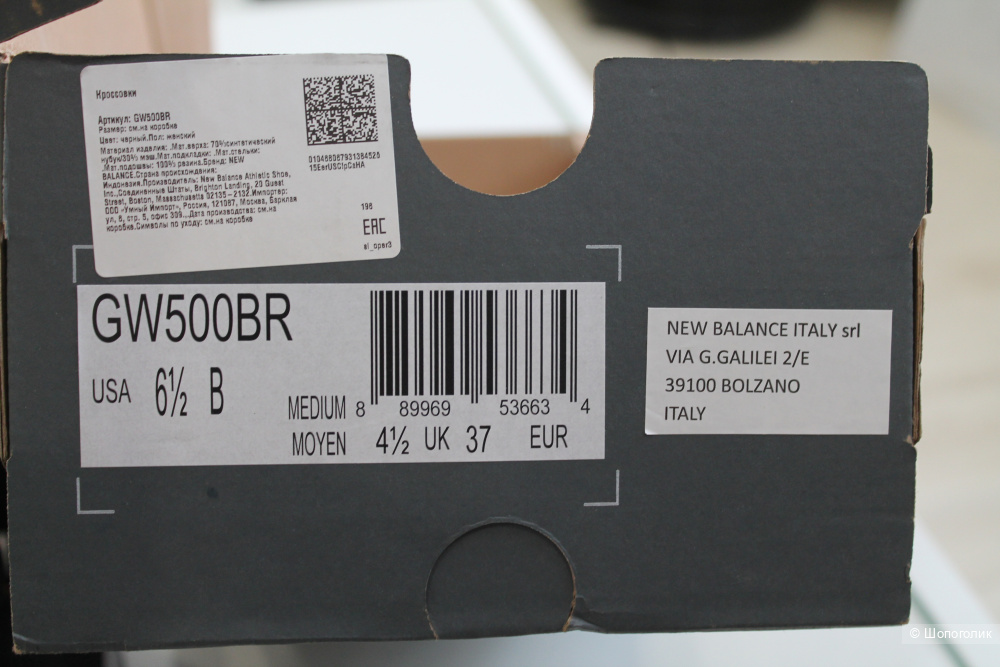 Кроссовки
Артикул: GW500BR
Размер: см.на коробке
Цвет: черный.Пол: женский
Материал изделия: .Мат.верха: 70%синтетический
нубук/30% меш.Мат.подкладки: .Мат.стельки:
.Мат.подошвы: 100% резина.Бренд: NEW
BALANCE.Страна происхождения:
Индонезия.Производитель: New Balance Athletic Shoe,
Inc.,Соединенные Штаты, Brighton Landing, 20 Guest
Street, Boston, Massachusetts 02135-2132.Импортер:
ООО «Умный Импорт», Россия, 121087, Москва, Барклая
ул, 6, стр. 5, офис 309..Дата производства: см.на
коробке.Символы по уходу: см.на коробке
196
EAC
el_oper3
GW500BR
USA 6½ B
MEDIUM
MOYEN
8 89969 53663 4
4½ UK 37 EUR
NEW BALANCE ITALY srl
VIA G.GALILEI 2/E
39100 BOLZANO
ITALY
© Шопоголик